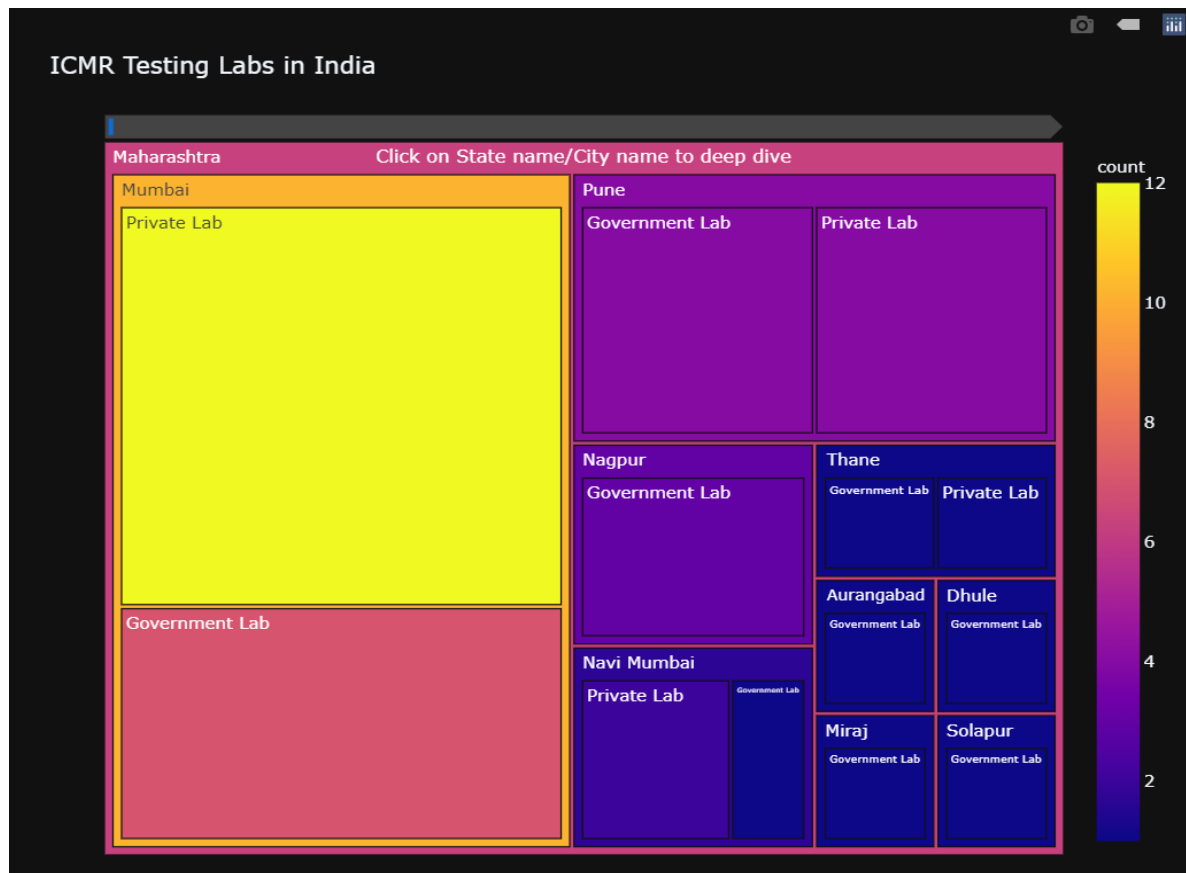 ICMR Testing Labs in India
Maharashtra Click on State name/City name to deep dive
count
Mumbai
Private Lab
Government Lab
Pune
Government Lab Private Lab
Nagpur
Government Lab
Navi Mumbai
Private Lab Government Lab
Thane
Government Lab Private Lab
Aurangabad
Government Lab
Dhule
Government Lab
Miraj
Government Lab
Solapur
Government Lab
12
10
8
6
4
2